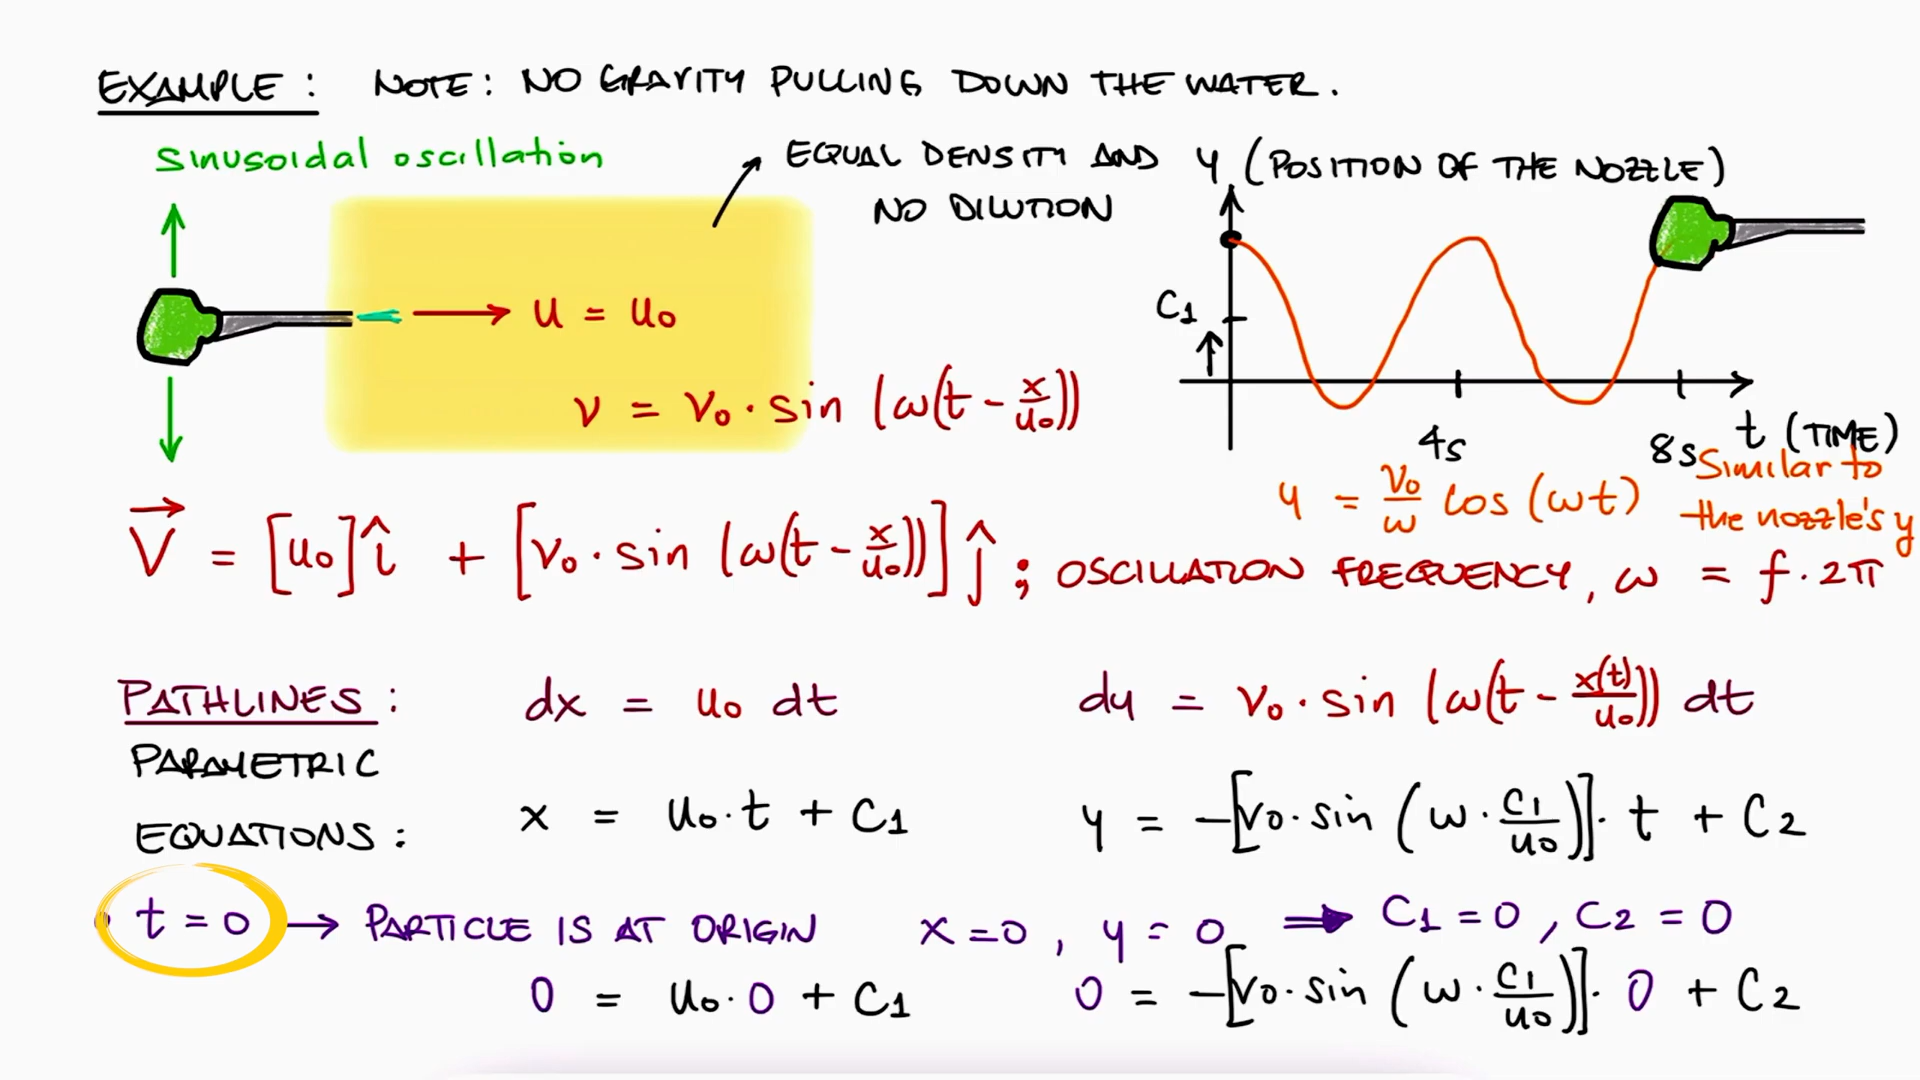 EXAMPLE: NOTE: NO GRAVITY PULLING DOWN THE WATER.
sinusoidal oscillation
EQUAL DENSITY AND
NO DILUTION
y (POSITION OF THE NOZZLE)
u = u₀
v = v₀·sin(ω(t - x/u₀))
C₁
4s
8s
t (TIME)
y = v₀/ω cos(ωt)
Similar to
the nozzle's y
V⃗ = [u₀]î + [v₀·sin(ω(t - x/u₀))]ĵ ; OSCILLATION FREQUENCY, ω = f·2π
PATHLINES: dx = u₀ dt dy = v₀·sin(ω(t - x(t)/u₀)) dt
PARAMETRIC
EQUATIONS: x = u₀·t + C₁ y = -[v₀·sin(ω·C₁/u₀)]·t + C₂
• t = 0 → PARTICLE IS AT ORIGIN x = 0, y = 0 ⇒ C₁ = 0, C₂ = 0
0 = u₀·0 + C₁ 0 = -[v₀·sin(ω·C₁/u₀)]·0 + C₂